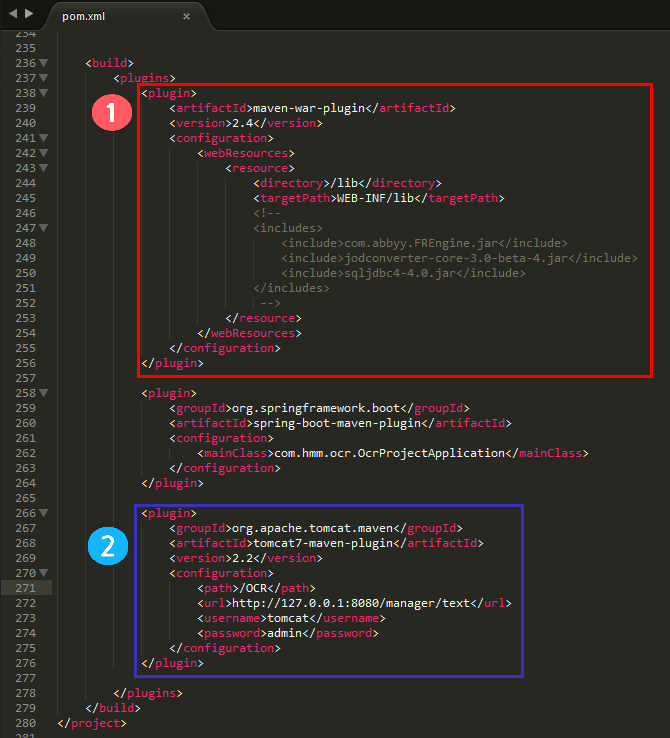 pom.xml ×
234
235
236 <build>
237 <plugins>
238 <plugin>
1
239 <artifactId>maven-war-plugin</artifactId>
240 <version>2.4</version>
241 <configuration>
242 <webResources>
243 <resource>
244 <directory>/lib</directory>
245 <targetPath>WEB-INF/lib</targetPath>
246 <!--
247 <includes>
248 <include>com.abbyy.FREngine.jar</include>
249 <include>jodconverter-core-3.0-beta-4.jar</include>
250 <include>sqljdbc4-4.0.jar</include>
251 </includes>
252 -->
253 </resource>
254 </webResources>
255 </configuration>
256 </plugin>
257
258 <plugin>
259 <groupId>org.springframework.boot</groupId>
260 <artifactId>spring-boot-maven-plugin</artifactId>
261 <configuration>
262 <mainClass>com.hmm.ocr.OcrProjectApplication</mainClass>
263 </configuration>
264 </plugin>
265
266 <plugin>
267 <groupId>org.apache.tomcat.maven</groupId>
2
268 <artifactId>tomcat7-maven-plugin</artifactId>
269 <version>2.2</version>
270 <configuration>
271 <path>/OCR</path>
272 <url>http://127.0.0.1:8080/manager/text</url>
273 <username>tomcat</username>
274 <password>admin</password>
275 </configuration>
276 </plugin>
277
278 </plugins>
279 </build>
280 </project>
281